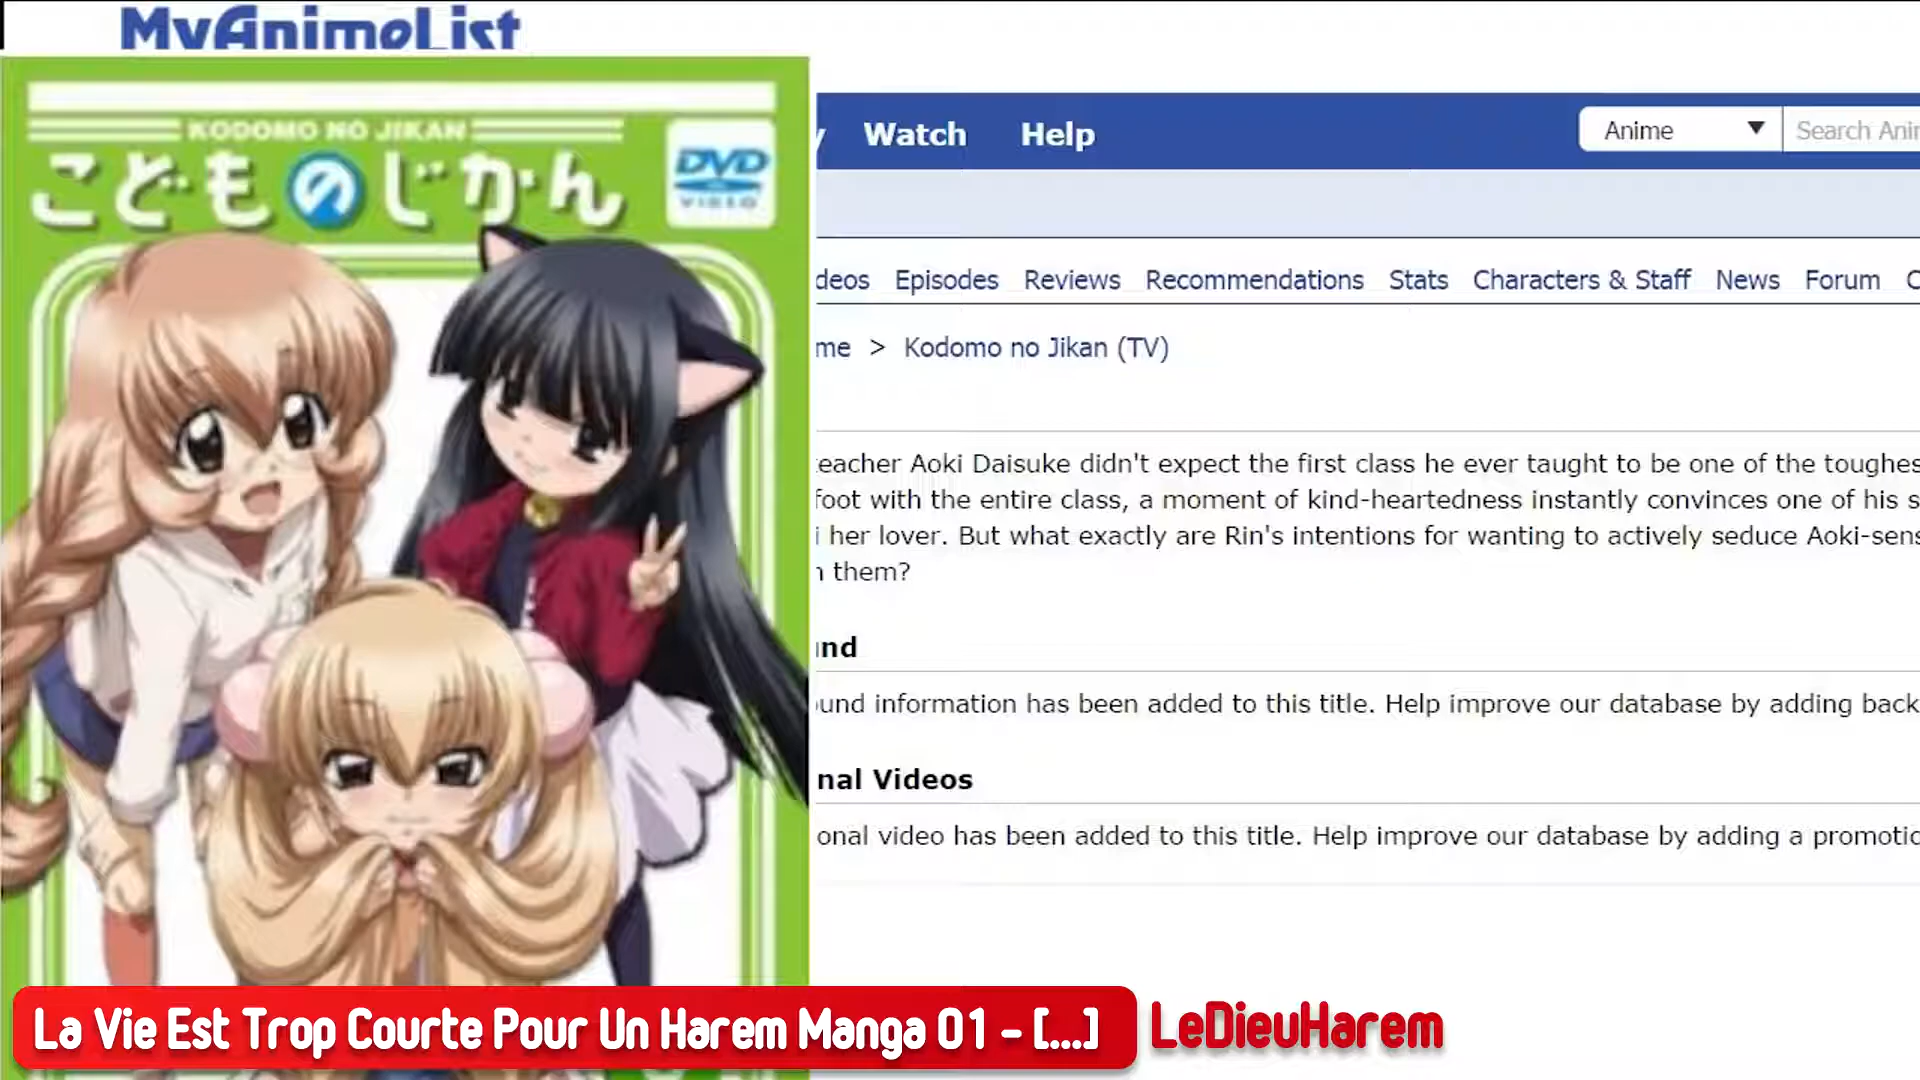 MyAnimeList
KODOMO NO JIKAN
こどものじかん
DVD
VIDEO
Watch Help
Anime
Search Anim
deos Episodes Reviews Recommendations Stats Characters & Staff News Forum
me > Kodomo no Jikan (TV)
eacher Aoki Daisuke didn't expect the first class he ever taught to be one of the toughes
foot with the entire class, a moment of kind-heartedness instantly convinces one of his s
i her lover. But what exactly are Rin's intentions for wanting to actively seduce Aoki-sens
them?
und
und information has been added to this title. Help improve our database by adding back
nal Videos
onal video has been added to this title. Help improve our database by adding a promotio
La Vie Est Trop Courte Pour Un Harem Manga 01 - [...]
LeDieuHarem